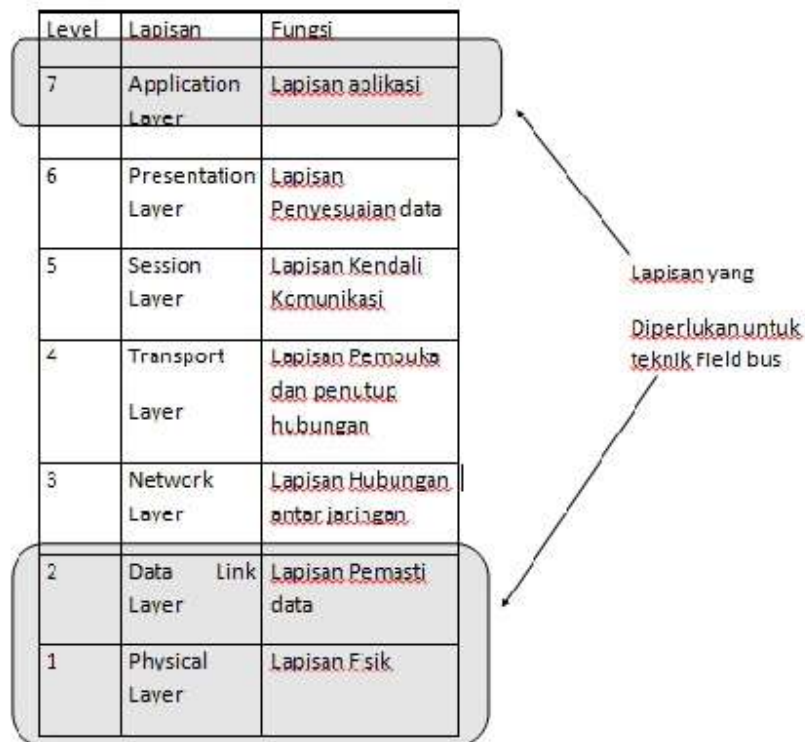 Level Lapisan Fungsi
7 Application Lapisan aplikasi
Layer
6 Presentation Lapisan
Layer Penyesuaian data
5 Session Lapisan Kendali
Layer Komunikasi
4 Transport Lapisan Pembuka
Layer dan penutup
hubungan
3 Network Lapisan Hubungan
Layer antar jaringan
2 Data Link Lapisan Pemasti
Layer data
1 Physical Lapisan Fisik
Layer
Lapisan yang
Diperlukan untuk
teknik Field bus